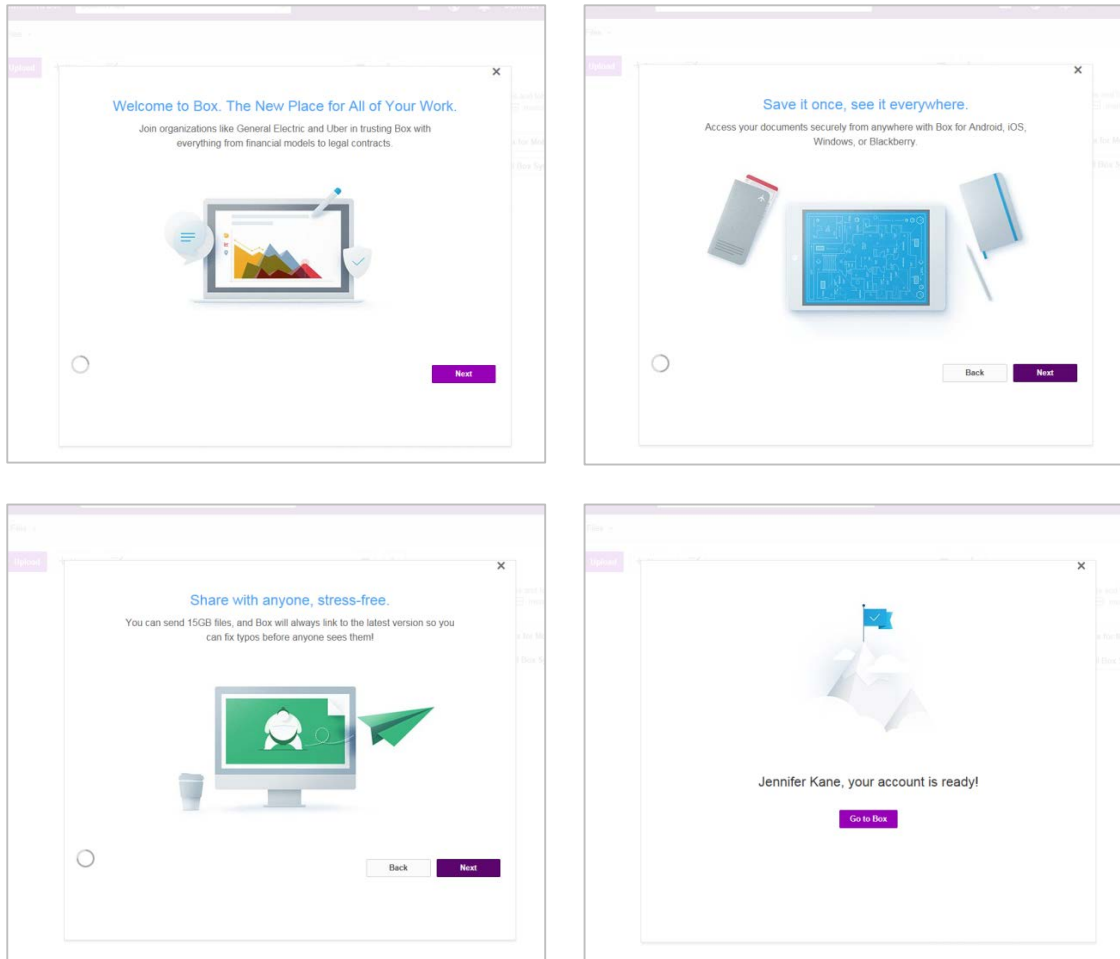 Upload
Welcome to Box. The New Place for All of Your Work.
Join organizations like General Electric and Uber in trusting Box with
everything from financial models to legal contracts.
Next
Upload
Save it once, see it everywhere.
Access your documents securely from anywhere with Box for Android, iOS,
Windows, or Blackberry.
Back Next
Upload
Share with anyone, stress-free.
You can send 15GB files, and Box will always link to the latest version so you
can fix typos before anyone sees them!
Back Next
Upload
Jennifer Kane, your account is ready!
Go to Box